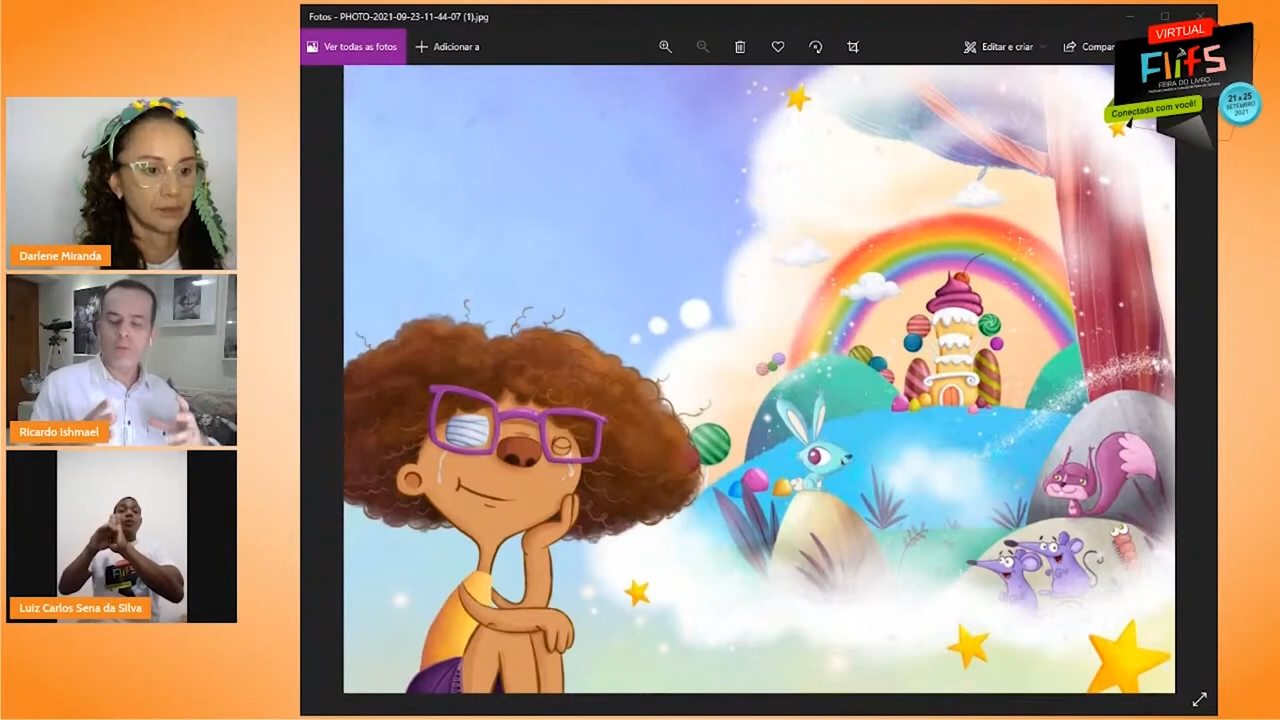 Fotos - PHOTO-2021-09-23-11-44-07 (1).jpg
Ver todas as fotos
Adicionar a
Editar e criar
Compar
VIRTUAL
FLIFS
FEIRA DO LIVRO
Conectada com você!
21 a 25
SETEMBRO
2021
Darlene Miranda
Ricardo Ishmael
FLIFS
Luiz Carlos Sena da Silva